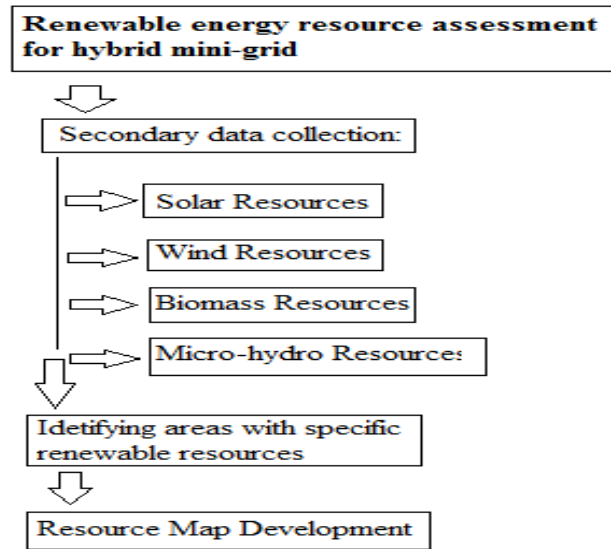 Renewable energy resource assessment
for hybrid mini-grid
Secondary data collection:
Solar Resources
Wind Resources
Biomass Resources
Micro-hydro Resources
Idetifying areas with specific
renewable resources
Resource Map Development